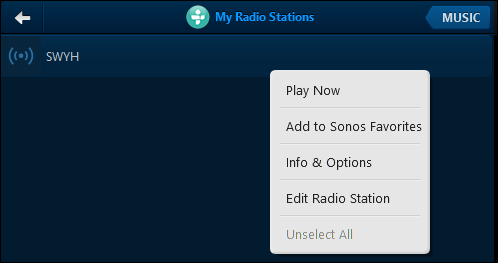 My Radio Stations
MUSIC
SWYH
Play Now
Add to Sonos Favorites
Info & Options
Edit Radio Station
Unselect All